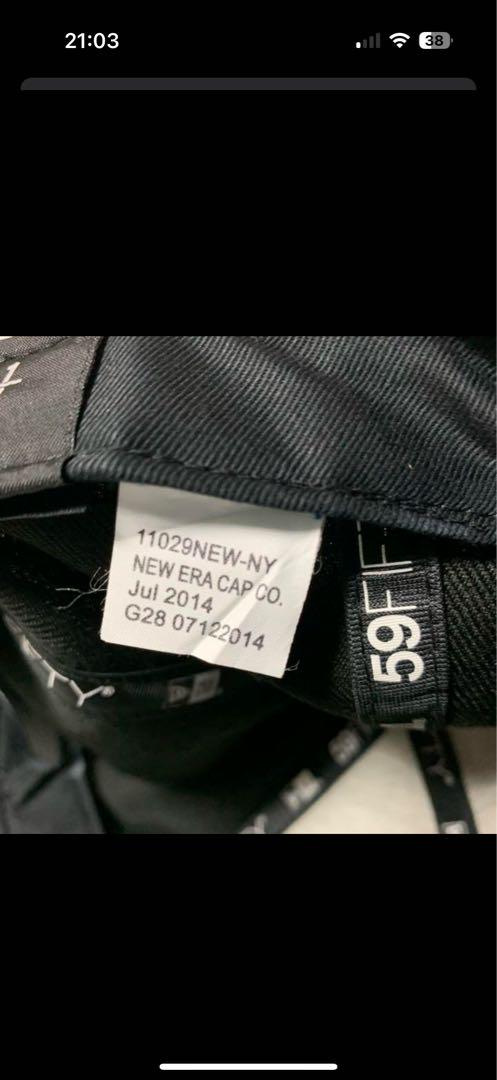 21:03
38
11029NEW-NY
NEW ERA CAP CO.
Jul 2014
G28 07122014
59FIF